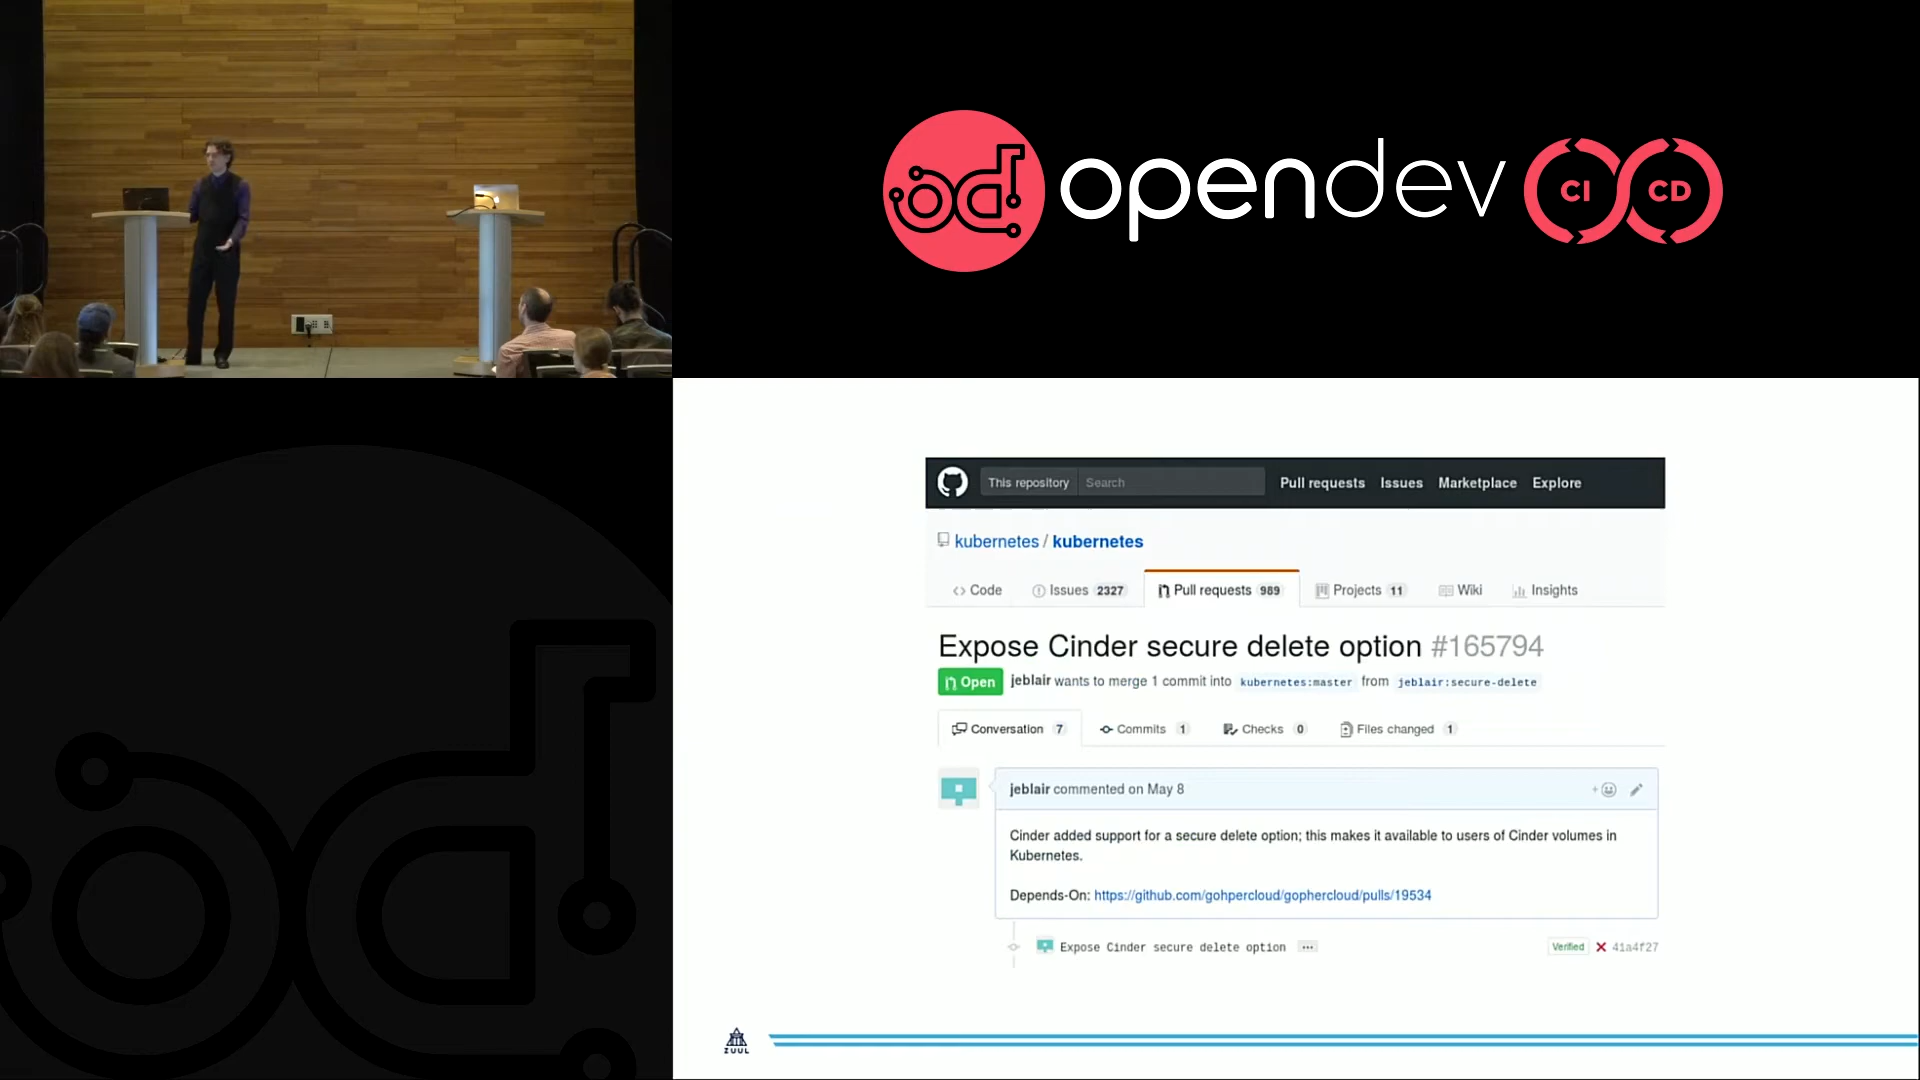 opendev
CI CD
This repository Search Pull requests Issues Marketplace Explore
kubernetes / kubernetes
Code Issues 2327 Pull requests 989 Projects 11 Wiki Insights
Expose Cinder secure delete option #165794
Open jeblair wants to merge 1 commit into kubernetes:master from jeblair:secure-delete
Conversation 7 Commits 1 Checks 0 Files changed 1
jeblair commented on May 8
Cinder added support for a secure delete option; this makes it available to users of Cinder volumes in
Kubernetes.
Depends-On: https://github.com/gohpercloud/gophercloud/pulls/19534
Expose Cinder secure delete option ... Verified 41a4f27
ZUUL